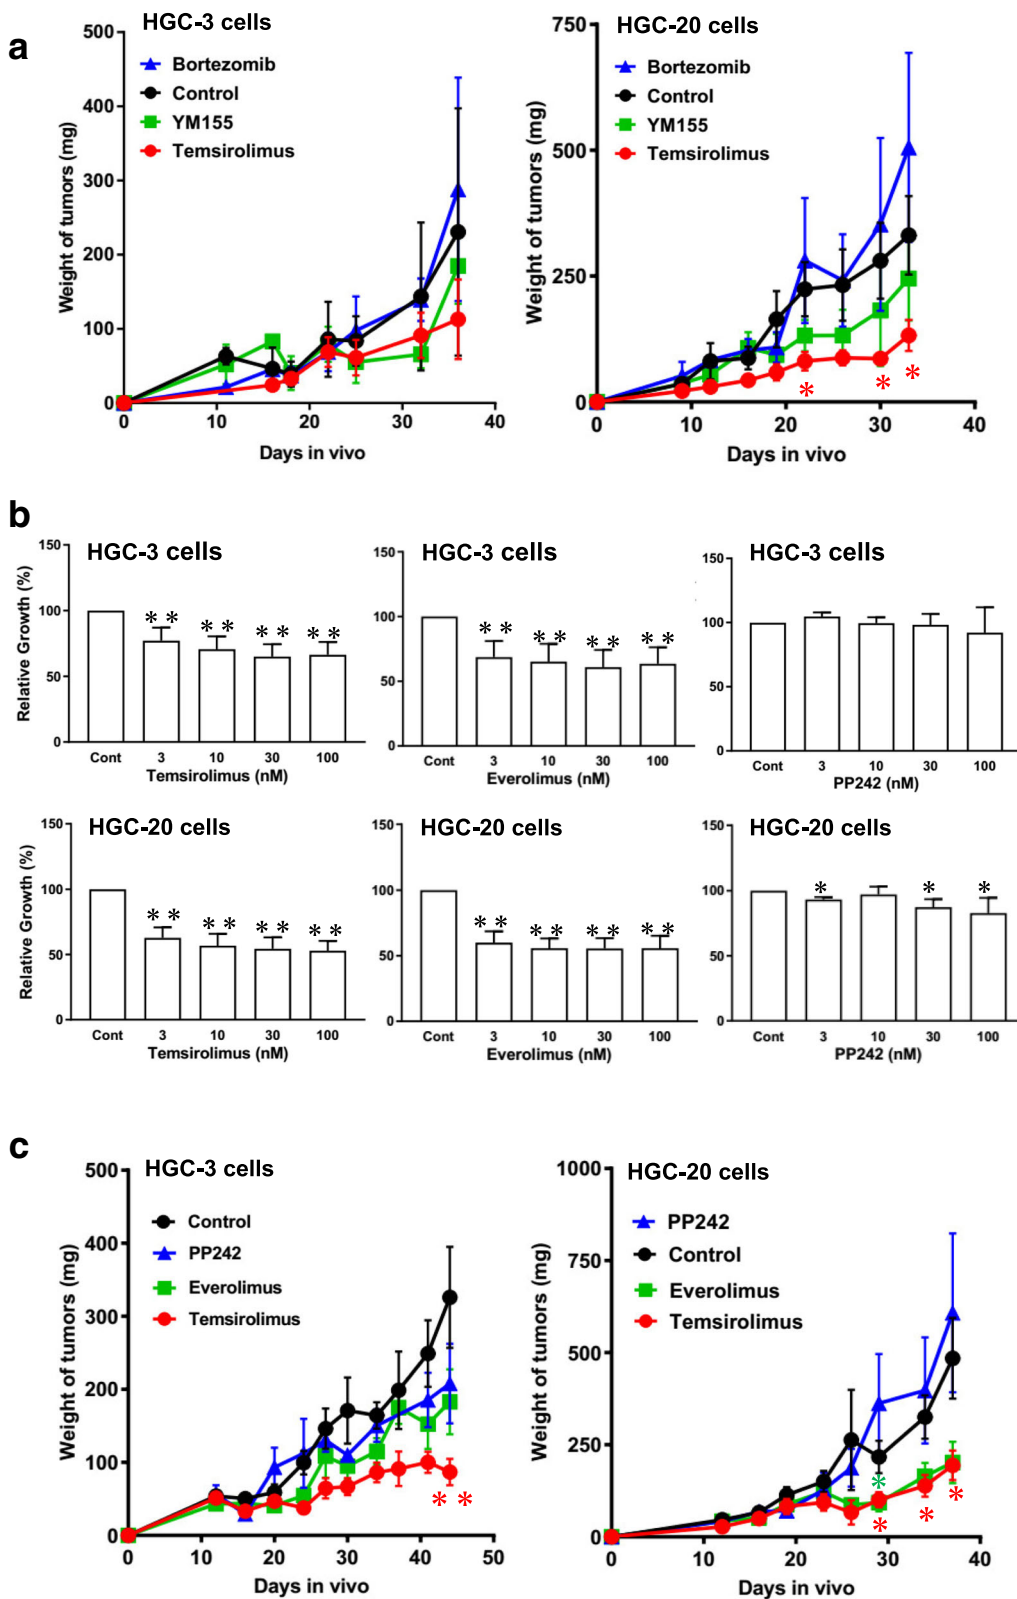 a
HGC-3 cells
500
400
300
200
100
0
Weight of tumors (mg)
Bortezomib
Control
YM155
Temsirolimus
0 10 20 30 40
Days in vivo
HGC-20 cells
750
500
250
0
Weight of tumors (mg)
Bortezomib
Control
YM155
Temsirolimus
* * *
0 10 20 30 40
Days in vivo
b
HGC-3 cells
150
100
50
0
Relative Growth (%)
** ** ** **
Cont 3 10 30 100
Temsirolimus (nM)
HGC-3 cells
150
100
50
0
** ** ** **
Cont 3 10 30 100
Everolimus (nM)
HGC-3 cells
150
100
50
0
Cont 3 10 30 100
PP242 (nM)
HGC-20 cells
150
100
50
0
Relative Growth (%)
** ** ** **
Cont 3 10 30 100
Temsirolimus (nM)
HGC-20 cells
150
100
50
0
** ** ** **
Cont 3 10 30 100
Everolimus (nM)
HGC-20 cells
150
100
50
0
* * *
Cont 3 10 30 100
PP242 (nM)
c
HGC-3 cells
500
400
300
200
100
0
Weight of tumors (mg)
Control
PP242
Everolimus
Temsirolimus
* *
0 10 20 30 40 50
Days in vivo
HGC-20 cells
1000
750
500
250
0
Weight of tumors (mg)
PP242
Control
Everolimus
Temsirolimus
*
* * *
0 10 20 30 40
Days in vivo